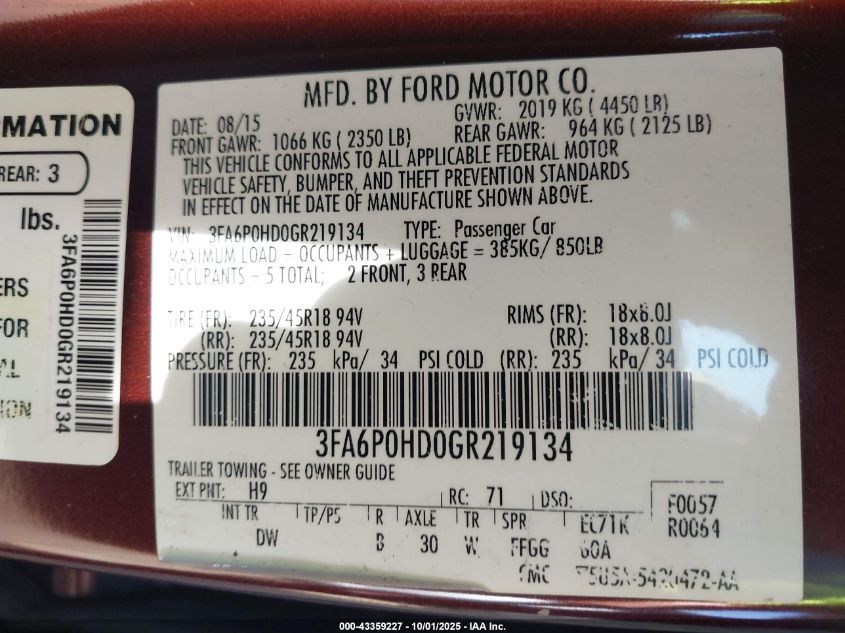 RMATION
REAR: 3
lbs.
3FA6P0HD0GR219134
ERS
FOR
AL
ION
MFD. BY FORD MOTOR CO.
DATE: 08/15 GVWR: 2019 KG ( 4450 LB)
FRONT GAWR: 1066 KG ( 2350 LB) REAR GAWR: 964 KG ( 2125 LB)
THIS VEHICLE CONFORMS TO ALL APPLICABLE FEDERAL MOTOR
VEHICLE SAFETY, BUMPER, AND THEFT PREVENTION STANDARDS
IN EFFECT ON THE DATE OF MANUFACTURE SHOWN ABOVE.
VIN: 3FA6P0HD0GR219134 TYPE: Passenger Car
MAXIMUM LOAD = OCCUPANTS + LUGGAGE = 385KG/ 850LB
OCCUPANTS - 5 TOTAL; 2 FRONT, 3 REAR
TIRE (FR): 235/45R18 94V RIMS (FR): 18x8.0J
(RR): 235/45R18 94V (RR): 18x8.0J
PRESSURE (FR): 235 kPa/ 34 PSI COLD (RR): 235 kPa/ 34 PSI COLD
3FA6P0HD0GR219134
TRAILER TOWING - SEE OWNER GUIDE
EXT PNT: H9 RC: 71 DSO: F0057
R0064
INT TR TP/PS R AXLE TR SPR
DW B 30 W FFGG 60A
000-43359227 - 10/01/2025 - IAA Inc.